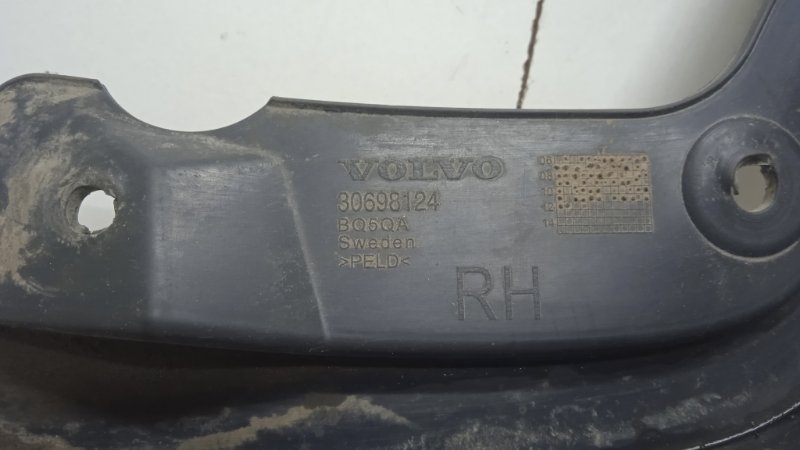 VOLVO
30698124
BQ5QA
Sweden
>PELD<
RH